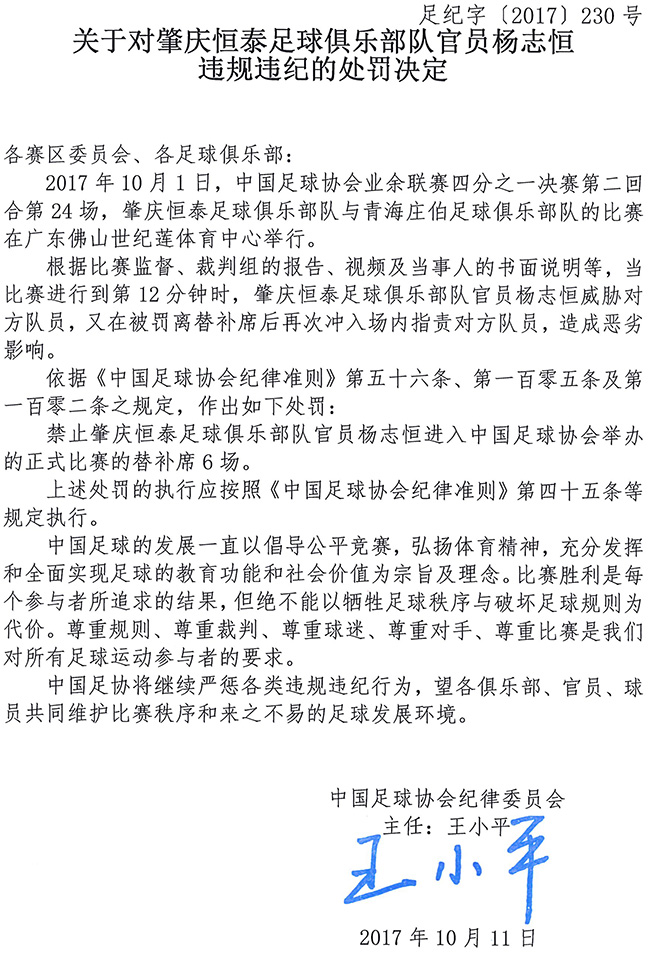 足纪字〔2017〕230 号
关于对肇庆恒泰足球俱乐部队官员杨志恒
违规违纪的处罚决定
各赛区委员会、各足球俱乐部：
2017 年 10 月 1 日，中国足球协会业余联赛四分之一决赛第二回
合第 24 场，肇庆恒泰足球俱乐部队与青海庄伯足球俱乐部队的比赛
在广东佛山世纪莲体育中心举行。
根据比赛监督、裁判组的报告、视频及当事人的书面说明等，当
比赛进行到第 12 分钟时，肇庆恒泰足球俱乐部队官员杨志恒威胁对
方队员，又在被罚离替补席后再次冲入场内指责对方队员，造成恶劣
影响。
依据《中国足球协会纪律准则》第五十六条、第一百零五条及第
一百零二条之规定，作出如下处罚：
禁止肇庆恒泰足球俱乐部队官员杨志恒进入中国足球协会举办
的正式比赛的替补席 6 场。
上述处罚的执行应按照《中国足球协会纪律准则》第四十五条等
规定执行。
中国足球的发展一直以倡导公平竞赛，弘扬体育精神，充分发挥
和全面实现足球的教育功能和社会价值为宗旨及理念。比赛胜利是每
个参与者所追求的结果，但绝不能以牺牲足球秩序与破坏足球规则为
代价。尊重规则、尊重裁判、尊重球迷、尊重对手、尊重比赛是我们
对所有足球运动参与者的要求。
中国足协将继续严惩各类违规违纪行为，望各俱乐部、官员、球
员共同维护比赛秩序和来之不易的足球发展环境。
中国足球协会纪律委员会
主任：王小平
王小平
2017 年 10 月 11 日